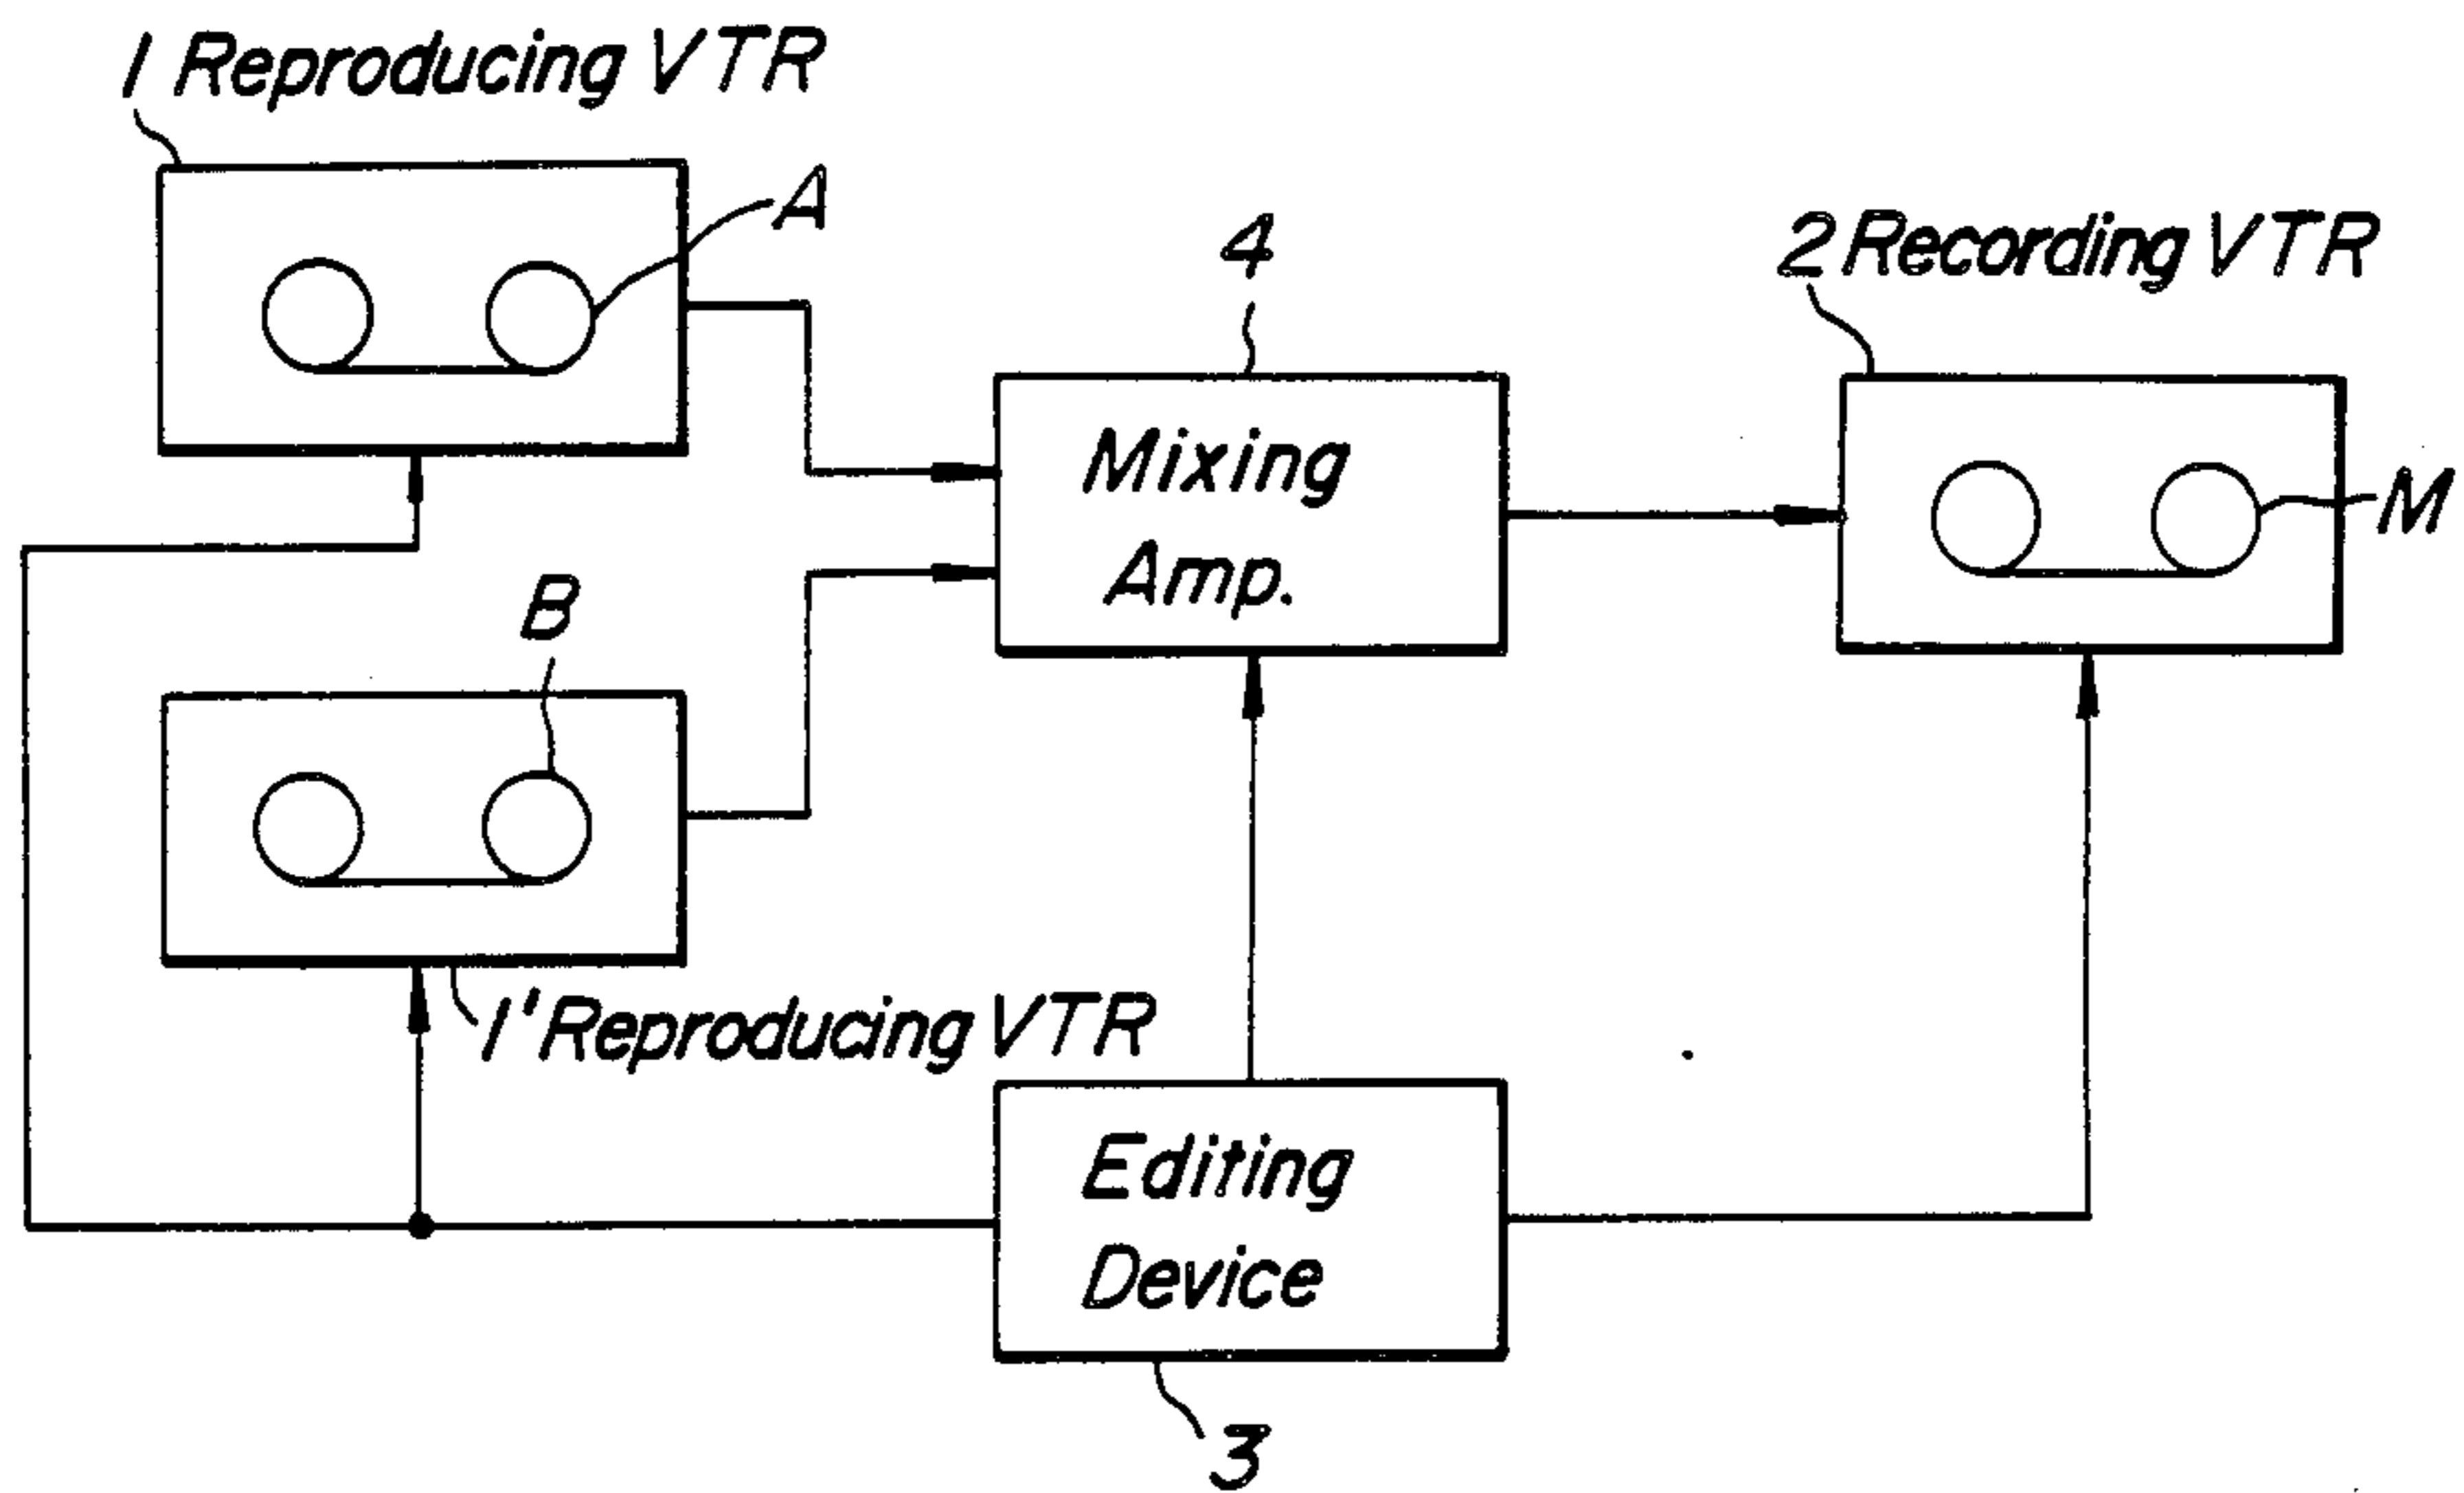 1 Reproducing VTR
A
4
2 Recording VTR
Mixing
Amp.
M
B
1' Reproducing VTR
Editing
Device
3